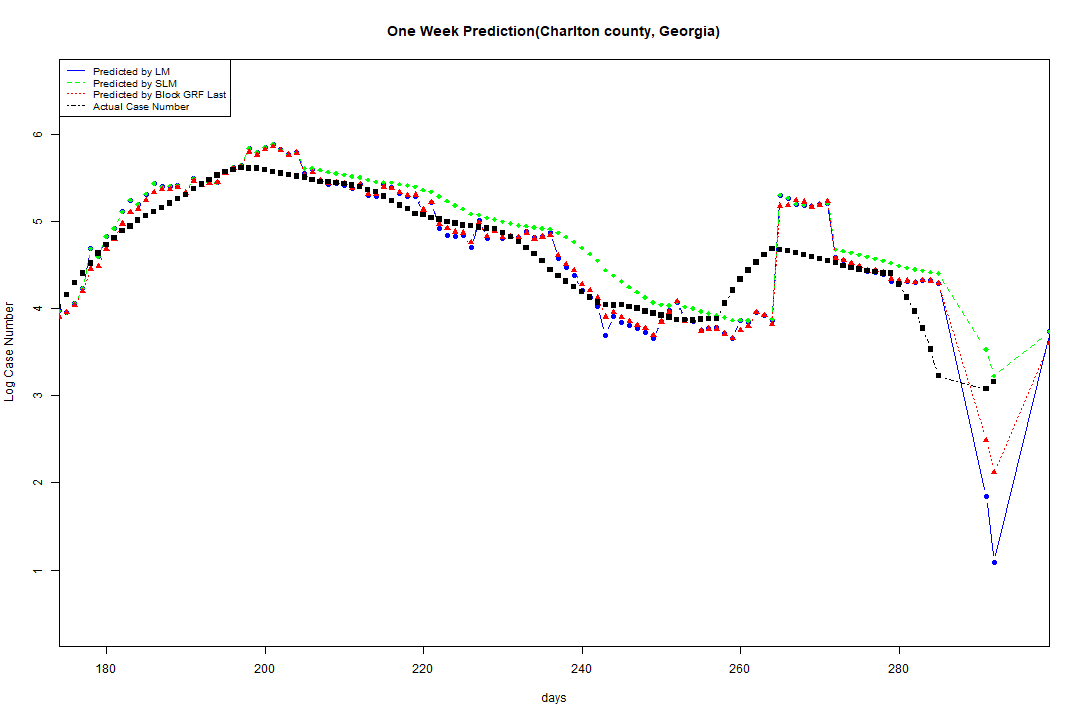 One Week Prediction(Charlton county, Georgia)
Predicted by LM
Predicted by SLM
Predicted by Block GRF Last
Actual Case Number
6
5
4
3
2
1
Log Case Number
180 200 220 240 260 280
days